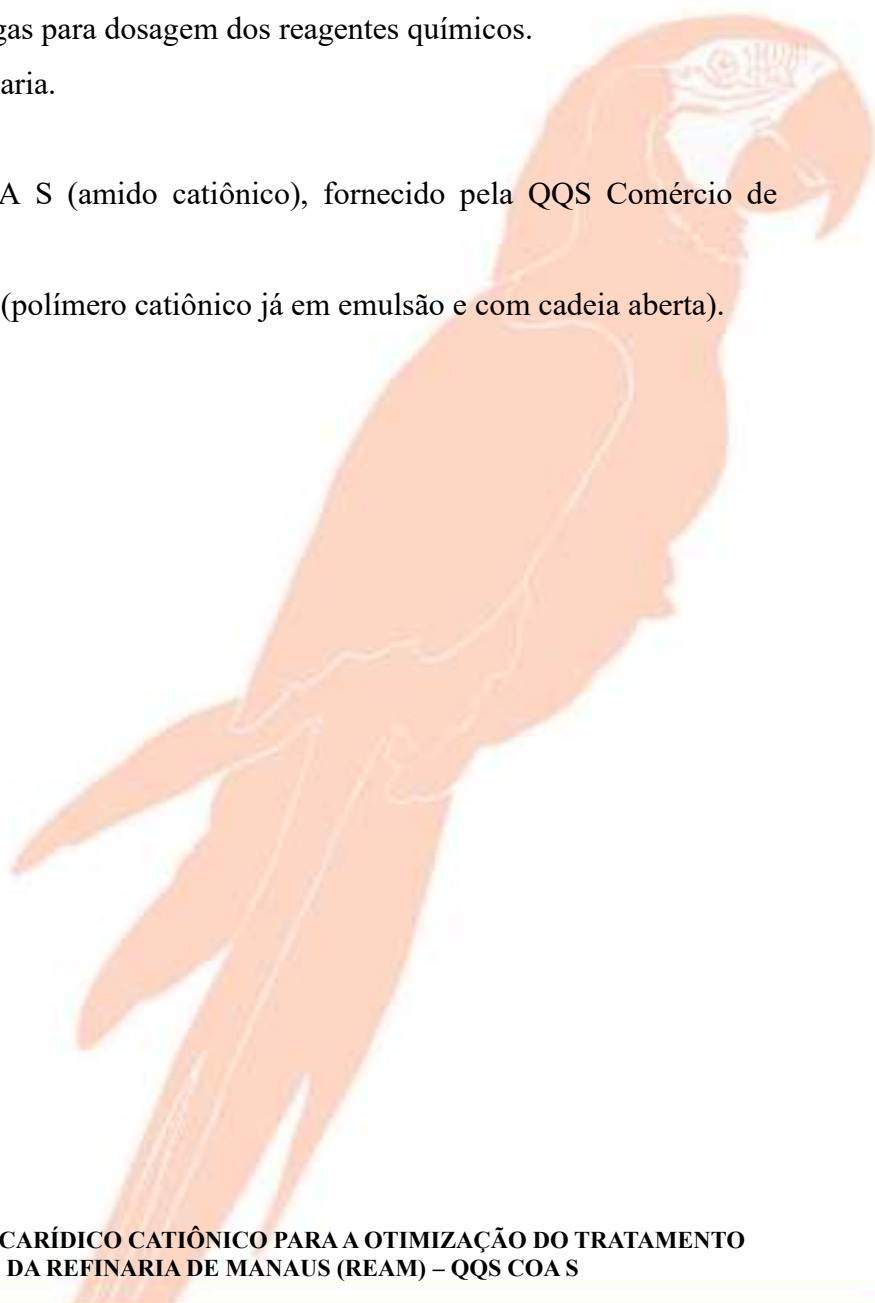 gas para dosagem dos reagentes químicos.
aria.
A S (amido catiônico), fornecido pela QQS Comércio de
(polímero catiônico já em emulsão e com cadeia aberta).
CARÍDICO CATIÔNICO PARA A OTIMIZAÇÃO DO TRATAMENTO
DA REFINARIA DE MANAUS (REAM) – QQS COA S